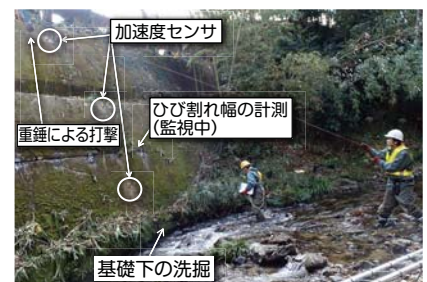 加速度センサ
重錘による打撃
ひび割れ幅の計測
(監視中)
基礎下の洗掘